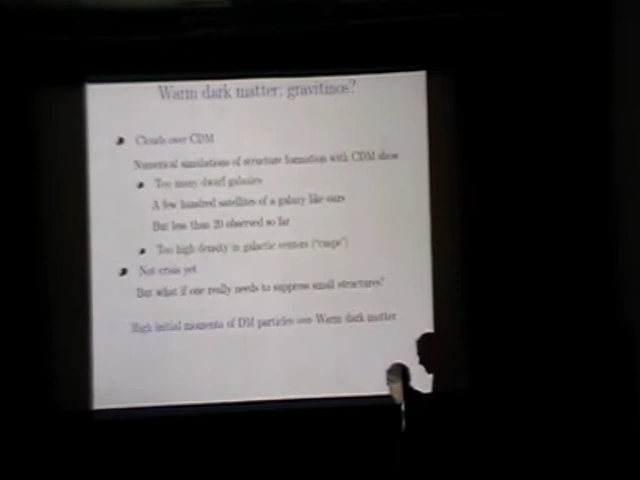 Warm dark matter: gravitinos?
Clouds over CDM
Numerical simulations of structure formation with CDM show
Too many dwarf galaxies
A few hundred satellites of a galaxy like ours
But less than 20 observed so far
Too high density in galactic centers ("cusps")
Not crisis yet
But what if one really needs to suppress small structures?
High initial momenta of DM particles ⟹ Warm dark matter